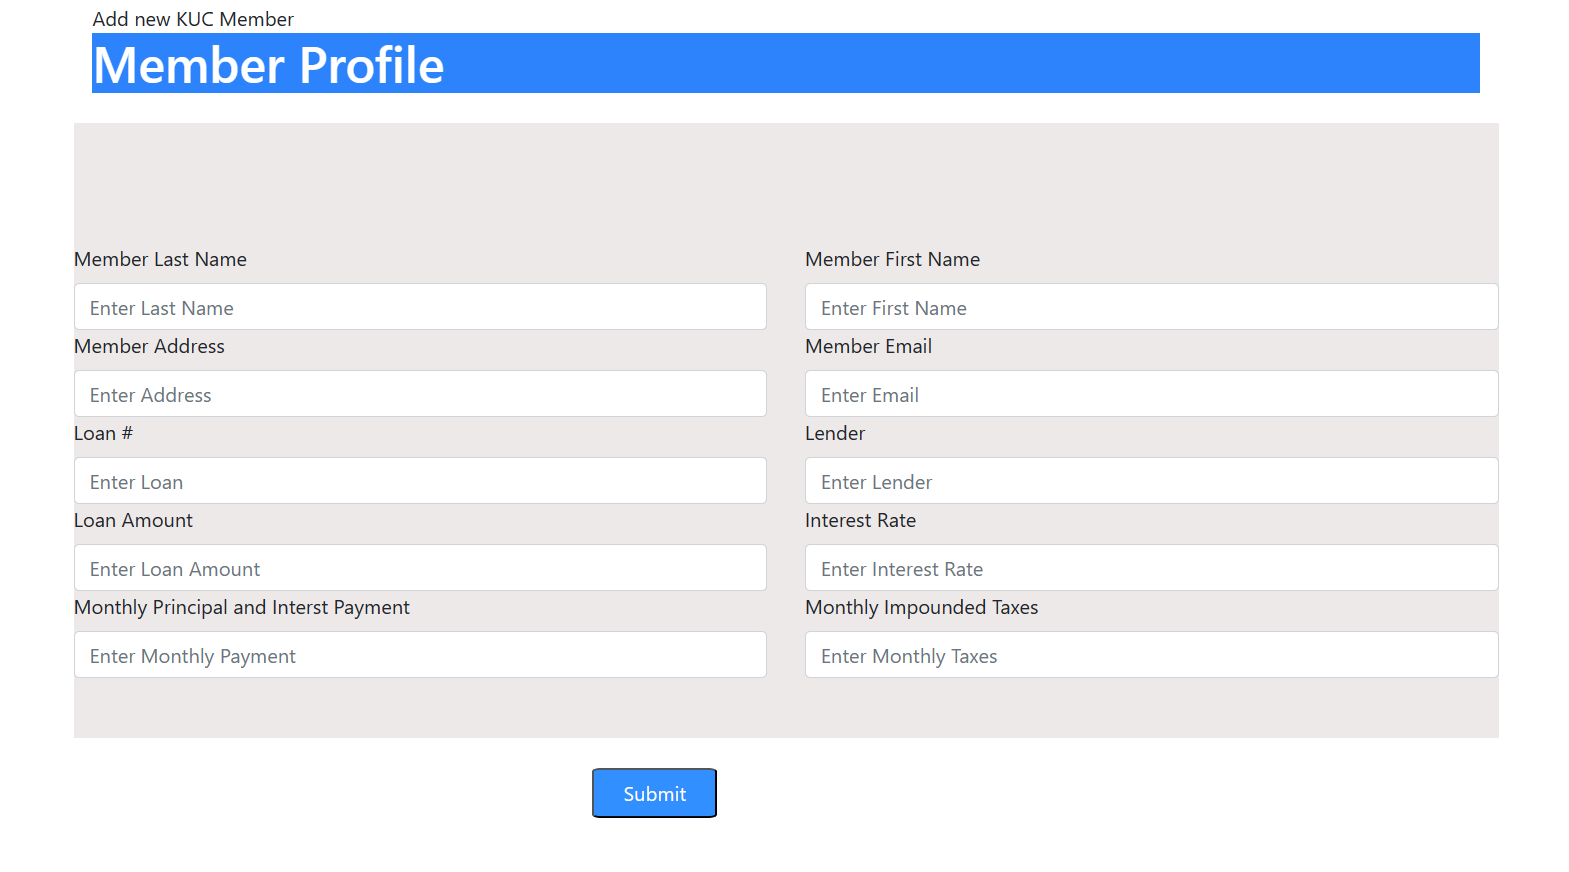 Add new KUC Member
Member Profile
Member Last Name Member First Name
Enter Last Name Enter First Name
Member Address Member Email
Enter Address Enter Email
Loan # Lender
Enter Loan Enter Lender
Loan Amount Interest Rate
Enter Loan Amount Enter Interest Rate
Monthly Principal and Interst Payment Monthly Impounded Taxes
Enter Monthly Payment Enter Monthly Taxes
Submit